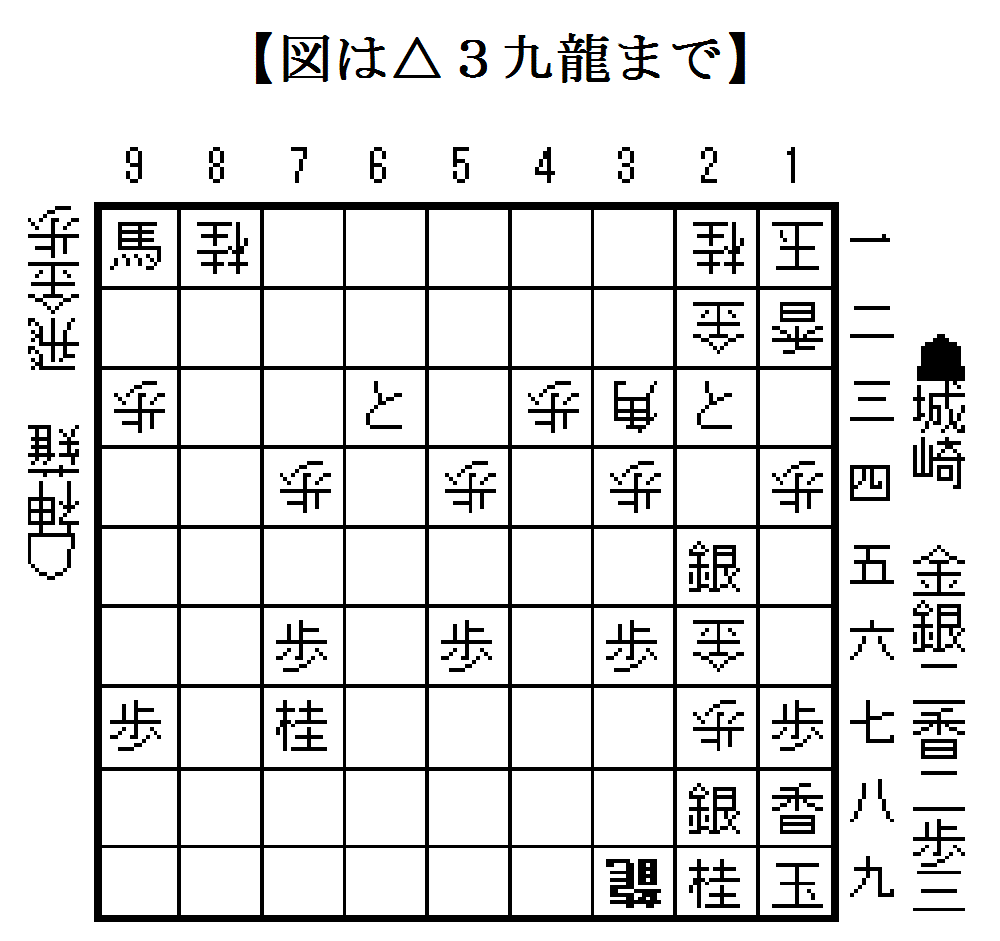 【図は△３九龍まで】
9 8 7 6 5 4 3 2 1
馬 桂 桂 玉 一
金 香 二
歩 と 歩 角 と 三
歩 歩 歩 歩 四
銀 五
歩 歩 歩 金 六
歩 桂 歩 歩 七
銀 香 八
龍 桂 玉 九
☗城崎 金銀二香二歩三
☖神薙 飛金歩